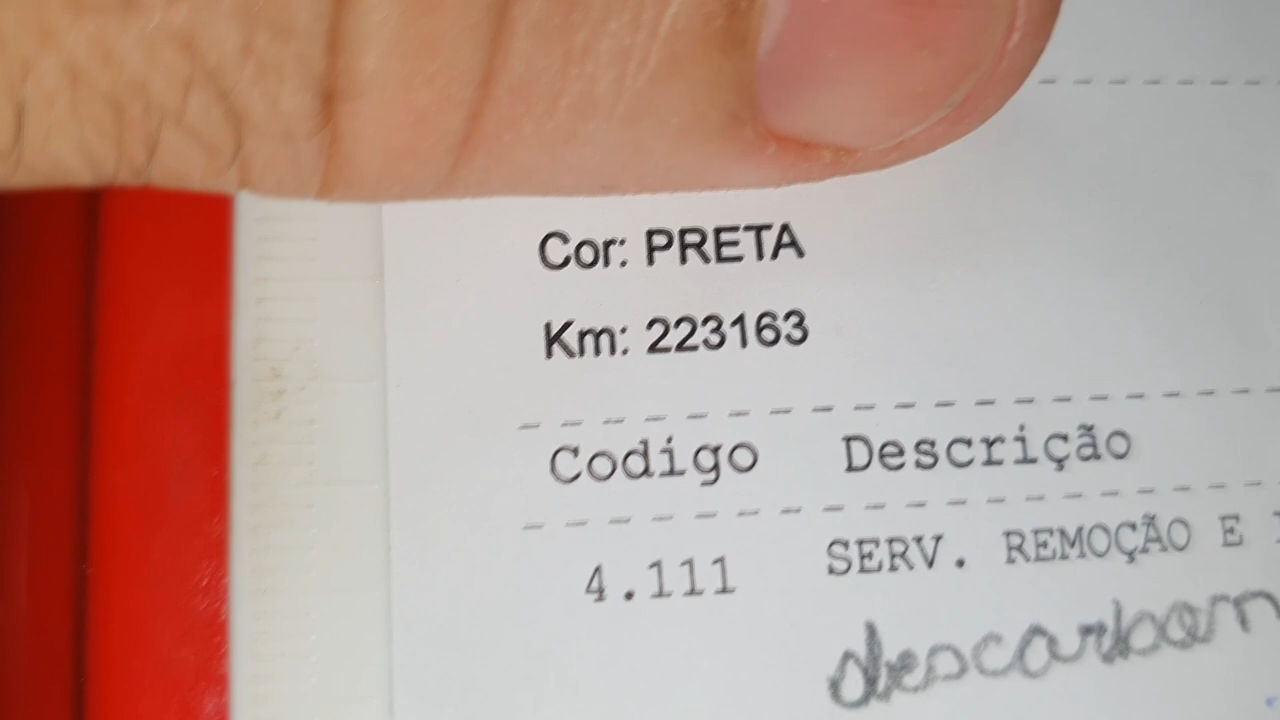 Cor: PRETA
Km: 223163
Codigo Descrição
4.111 SERV. REMOÇÃO E